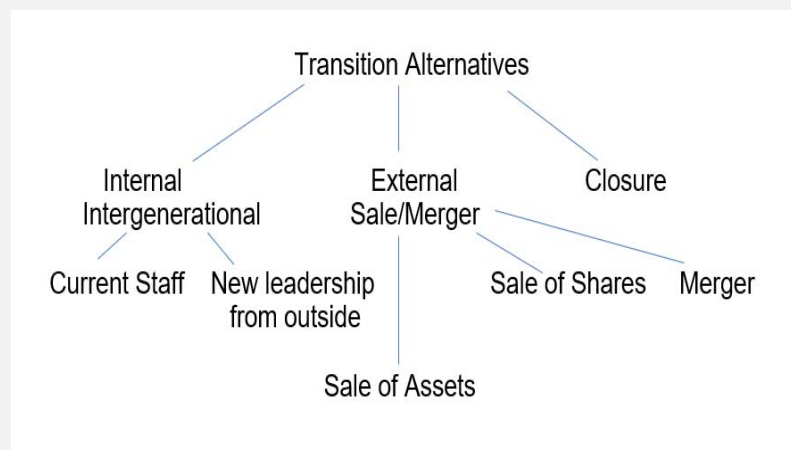 Transition Alternatives
Internal
Intergenerational
External
Sale/Merger
Closure
Current Staff
New leadership
from outside
Sale of Shares
Merger
Sale of Assets